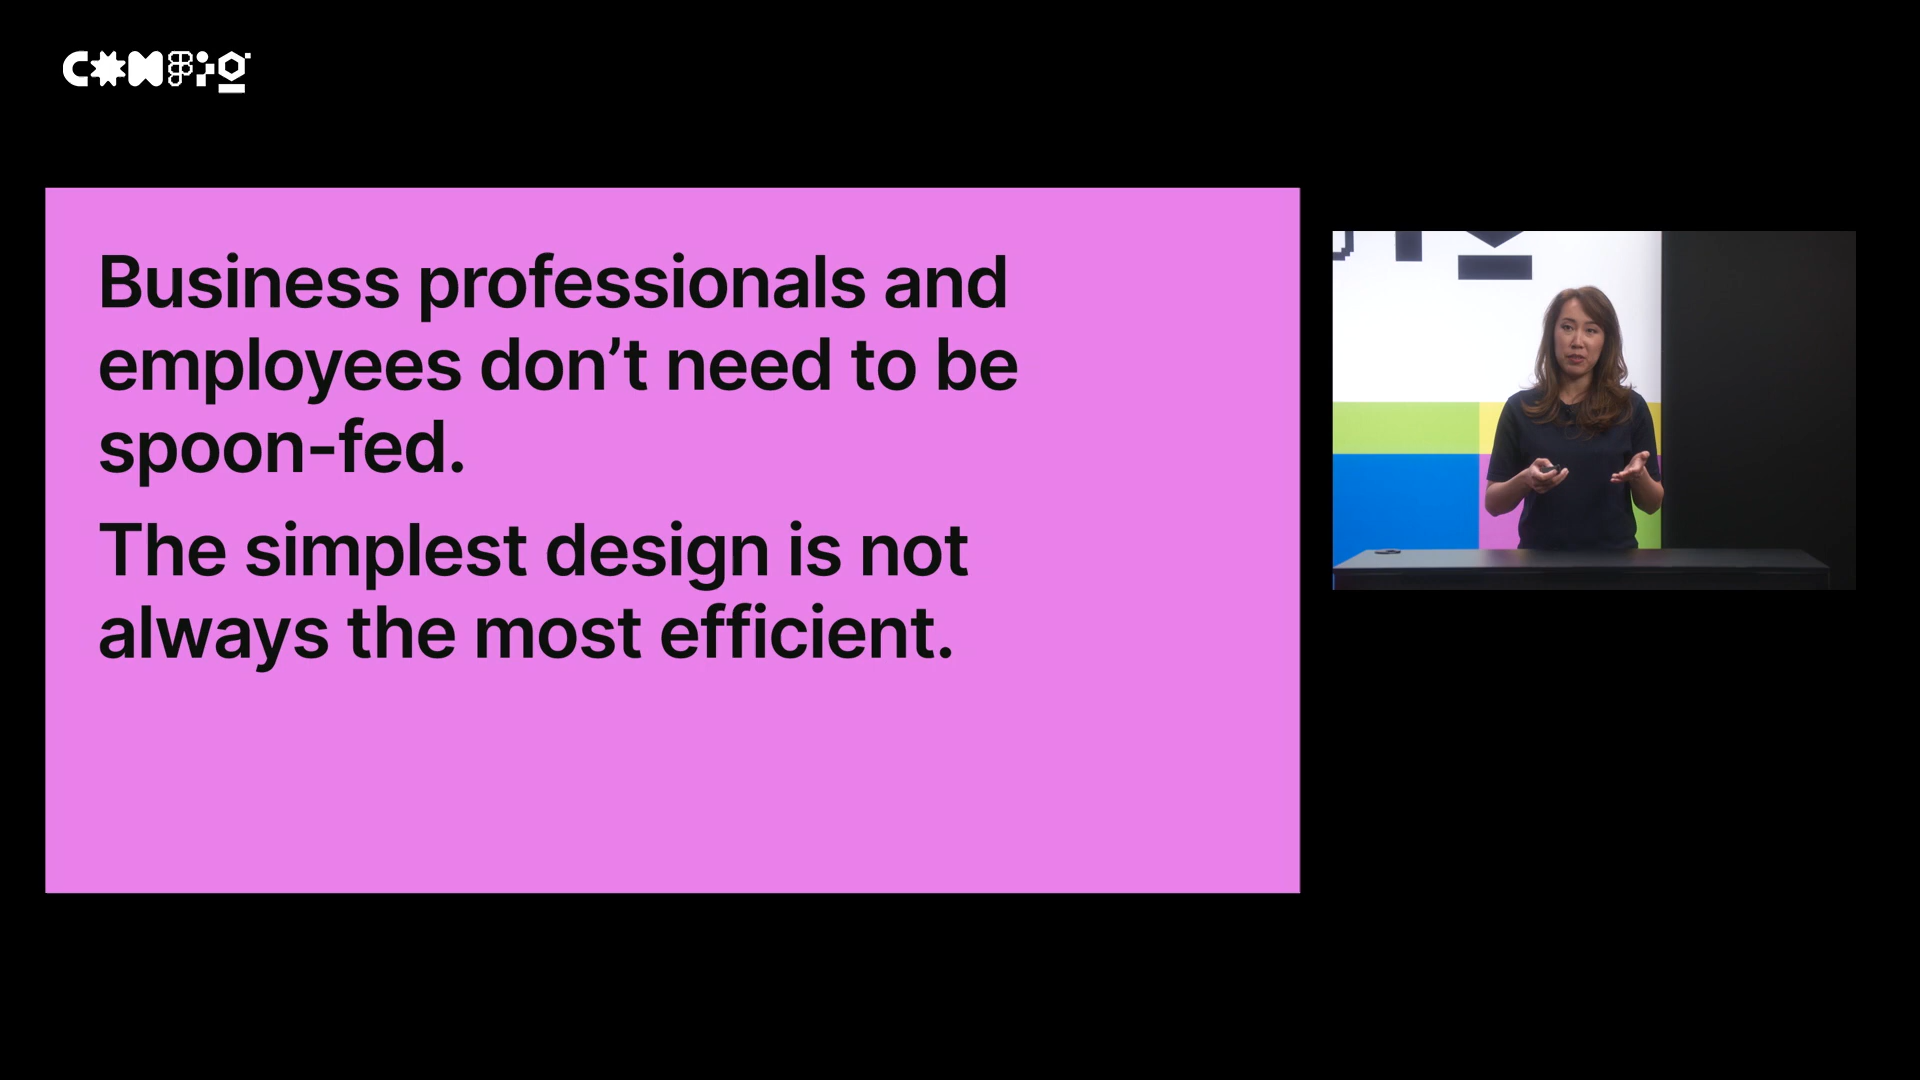 CONFIG
Business professionals and
employees don’t need to be
spoon-fed.
The simplest design is not
always the most efficient.